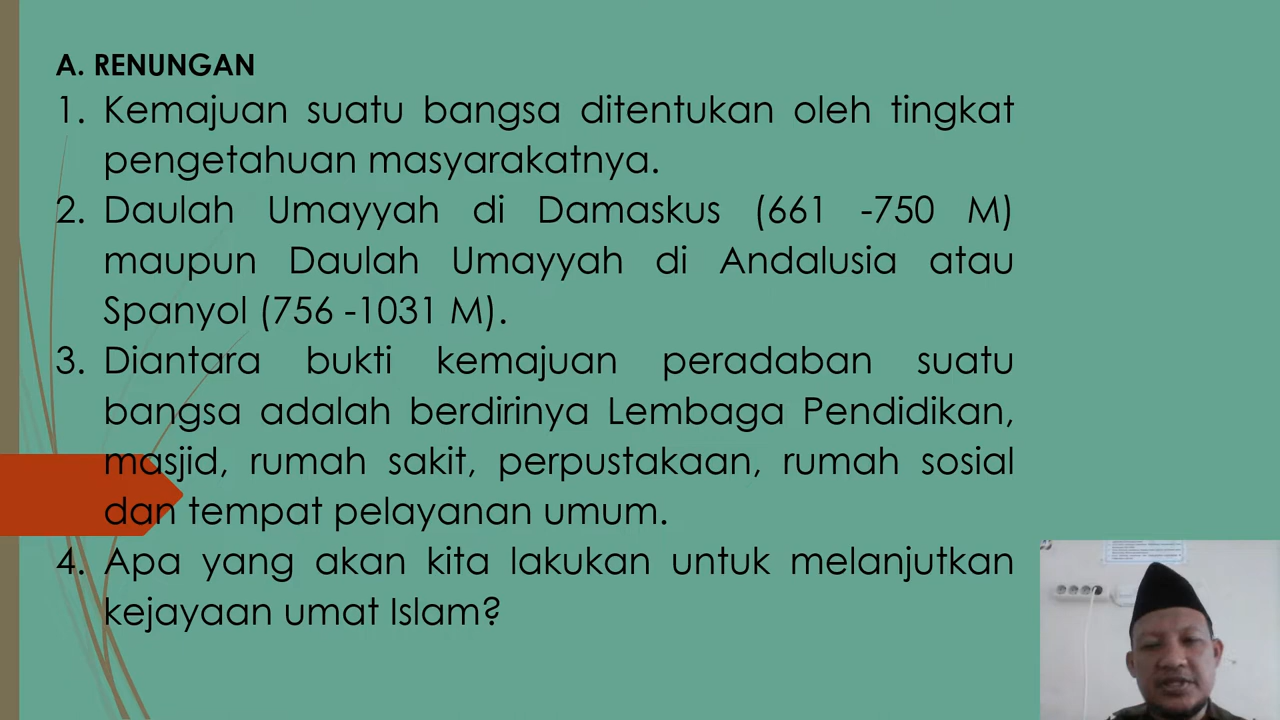 A. RENUNGAN
1. Kemajuan suatu bangsa ditentukan oleh tingkat
pengetahuan masyarakatnya.
2. Daulah Umayyah di Damaskus (661 -750 M)
maupun Daulah Umayyah di Andalusia atau
Spanyol (756 -1031 M).
3. Diantara bukti kemajuan peradaban suatu
bangsa adalah berdirinya Lembaga Pendidikan,
masjid, rumah sakit, perpustakaan, rumah sosial
dan tempat pelayanan umum.
4. Apa yang akan kita lakukan untuk melanjutkan
kejayaan umat Islam?